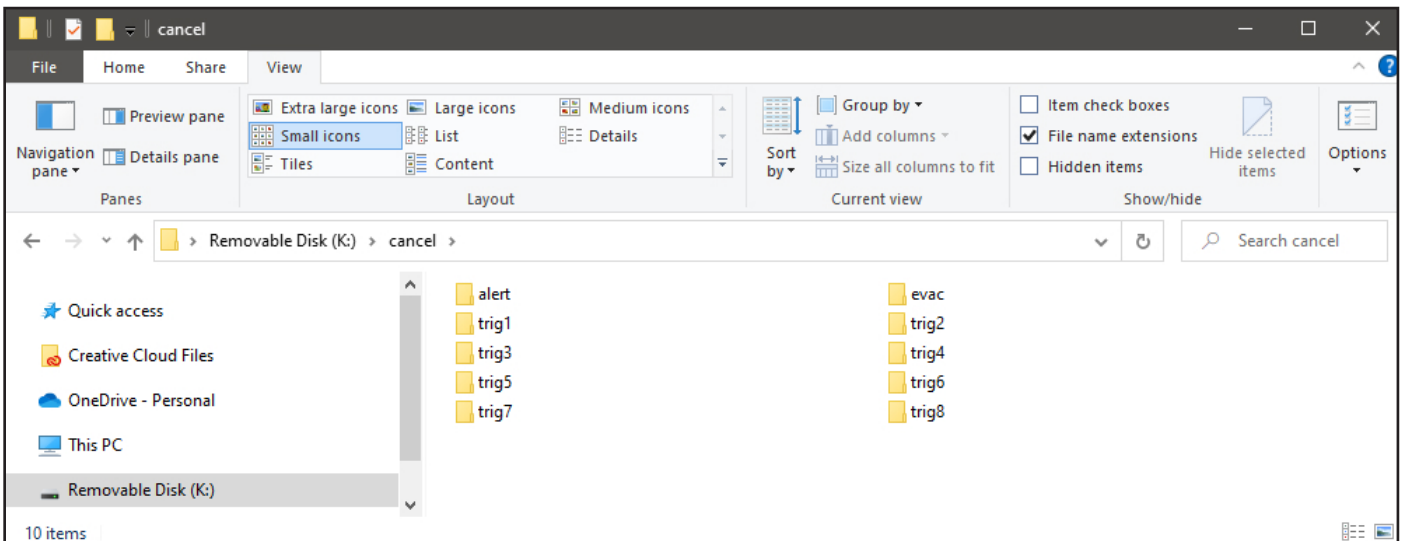 cancel
File Home Share View
Navigation pane
Preview pane
Details pane
Panes
Extra large icons Large icons Medium icons
Small icons List Details
Tiles Content
Layout
Sort by
Group by
Add columns
Size all columns to fit
Current view
Item check boxes
File name extensions
Hidden items
Hide selected items
Show/hide
Options
Removable Disk (K:) > cancel >
Search cancel
Quick access
Creative Cloud Files
OneDrive - Personal
This PC
Removable Disk (K:)
alert evac
trig1 trig2
trig3 trig4
trig5 trig6
trig7 trig8
10 items